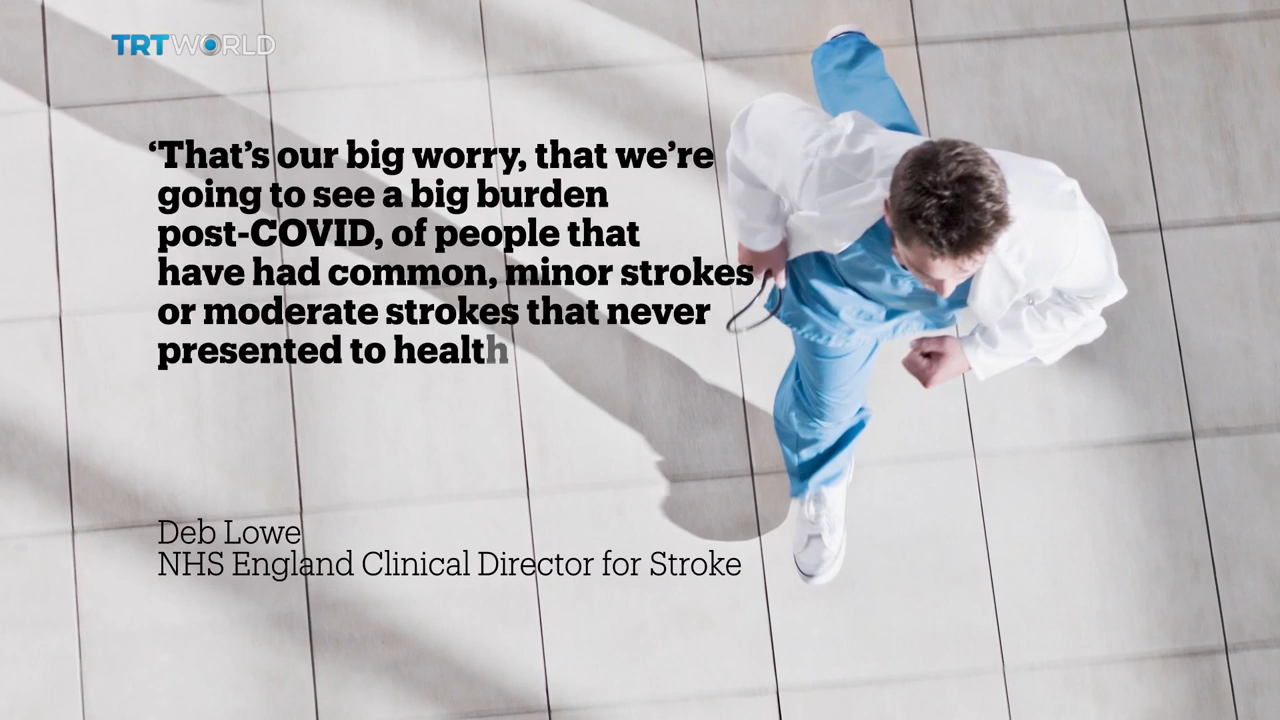 TRT WORLD
‘That’s our big worry, that we’re
going to see a big burden
post-COVID, of people that
have had common, minor strokes
or moderate strokes that never
presented to health
Deb Lowe
NHS England Clinical Director for Stroke